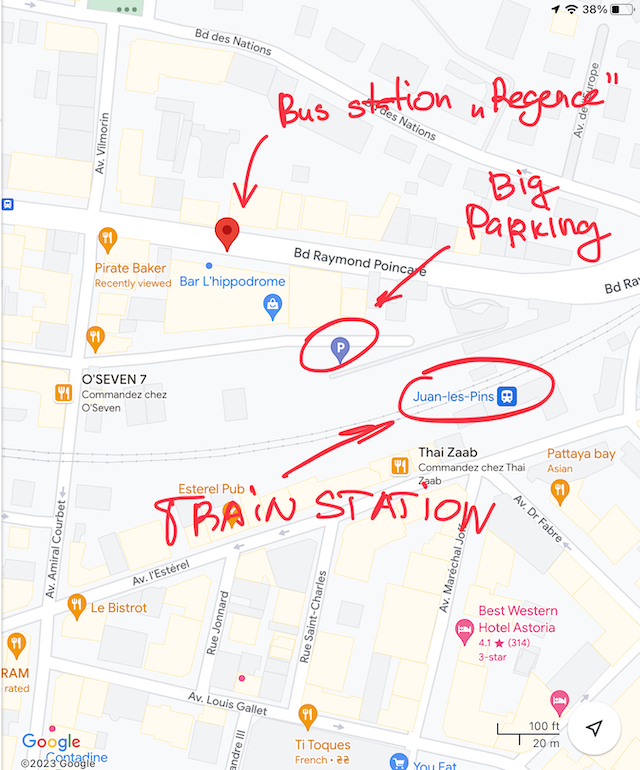 38%
Bd des Nations
Bus station „Regence"
des Nations
Av. de l'Europe
Av. Vilmorin
Big
Parking
Bd Raymond Poincaré
Bd Ray
Pirate Baker
Recently viewed
Bar L'hippodrome
P
O'SEVEN 7
Commandez chez
O'Seven
Juan-les-Pins
Thai Zaab
Commandez chez Thai
Zaab
Pattaya bay
Asian
Esterel Pub
TRAIN STATION
Av. Dr Fabre
Av. Amiral Courbet
Av. l'Estérel
Av. Maréchal Joff
Le Bistrot
Rue Jonnard
Rue Saint-Charles
Best Western
Hotel Astoria
4.1 ★ (314)
3-star
RAM
rated
Av. Louis Gallet
andre III
Ti Toques
French • ₴₴
100 ft
20 m
Google
Contadine
©2023 Google
You Eat